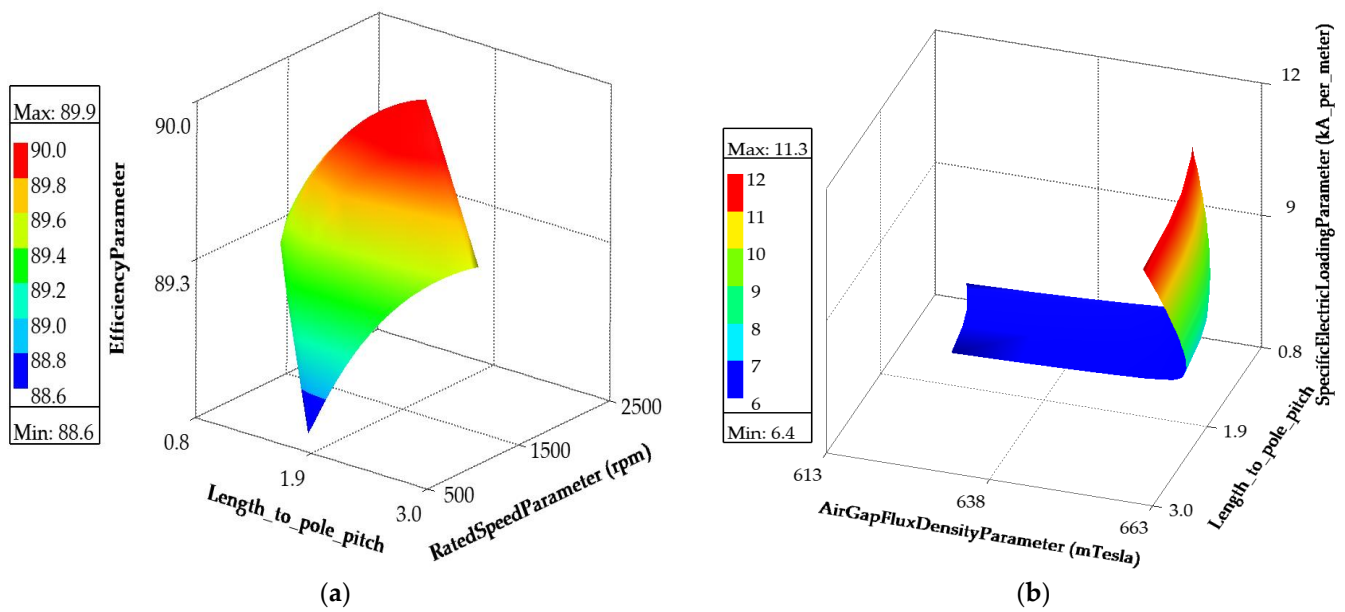 Max: 89.9
90.0
89.8
89.6
89.4
89.2
89.0
88.8
88.6
Min: 88.6
EfficiencyParameter
90.0
89.3
0.8
1.9
3.0
Length_to_pole_pitch
500
1500
2500
RatedSpeedParameter (rpm)
(a)
Max: 11.3
12
11
10
9
8
7
6
Min: 6.4
613
638
663
AirGapFluxDensityParameter (mTesla)
3.0
1.9
0.8
Length_to_pole_pitch
12
9
SpecificElectricLoadingParameter (kA_per_meter)
(b)